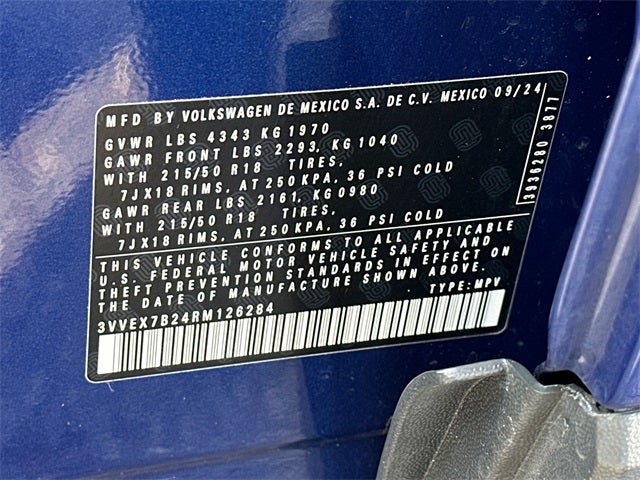 MFD BY VOLKSWAGEN DE MEXICO S.A. DE C.V. MEXICO 09/24
GVWR LBS 4343 KG 1970
GAWR FRONT LBS 2293, KG 1040
WITH 215/50 R18 TIRES,
7JX18 RIMS, AT 250 KPA, 36 PSI COLD
GAWR REAR LBS 2161, KG0980
WITH 215/50 R18 TIRES,
7JX18 RIMS, AT 250 KPA, 36 PSI COLD
THIS VEHICLE CONFORMS TO ALL APPLICABLE
U.S. FEDERAL MOTOR VEHICLE SAFETY AND
THEFT PREVENTION STANDARDS IN EFFECT ON
THE DATE OF MANUFACTURE SHOWN ABOVE.
3VVEX7B24RM126284 TYPE: MPV
3936280 3877